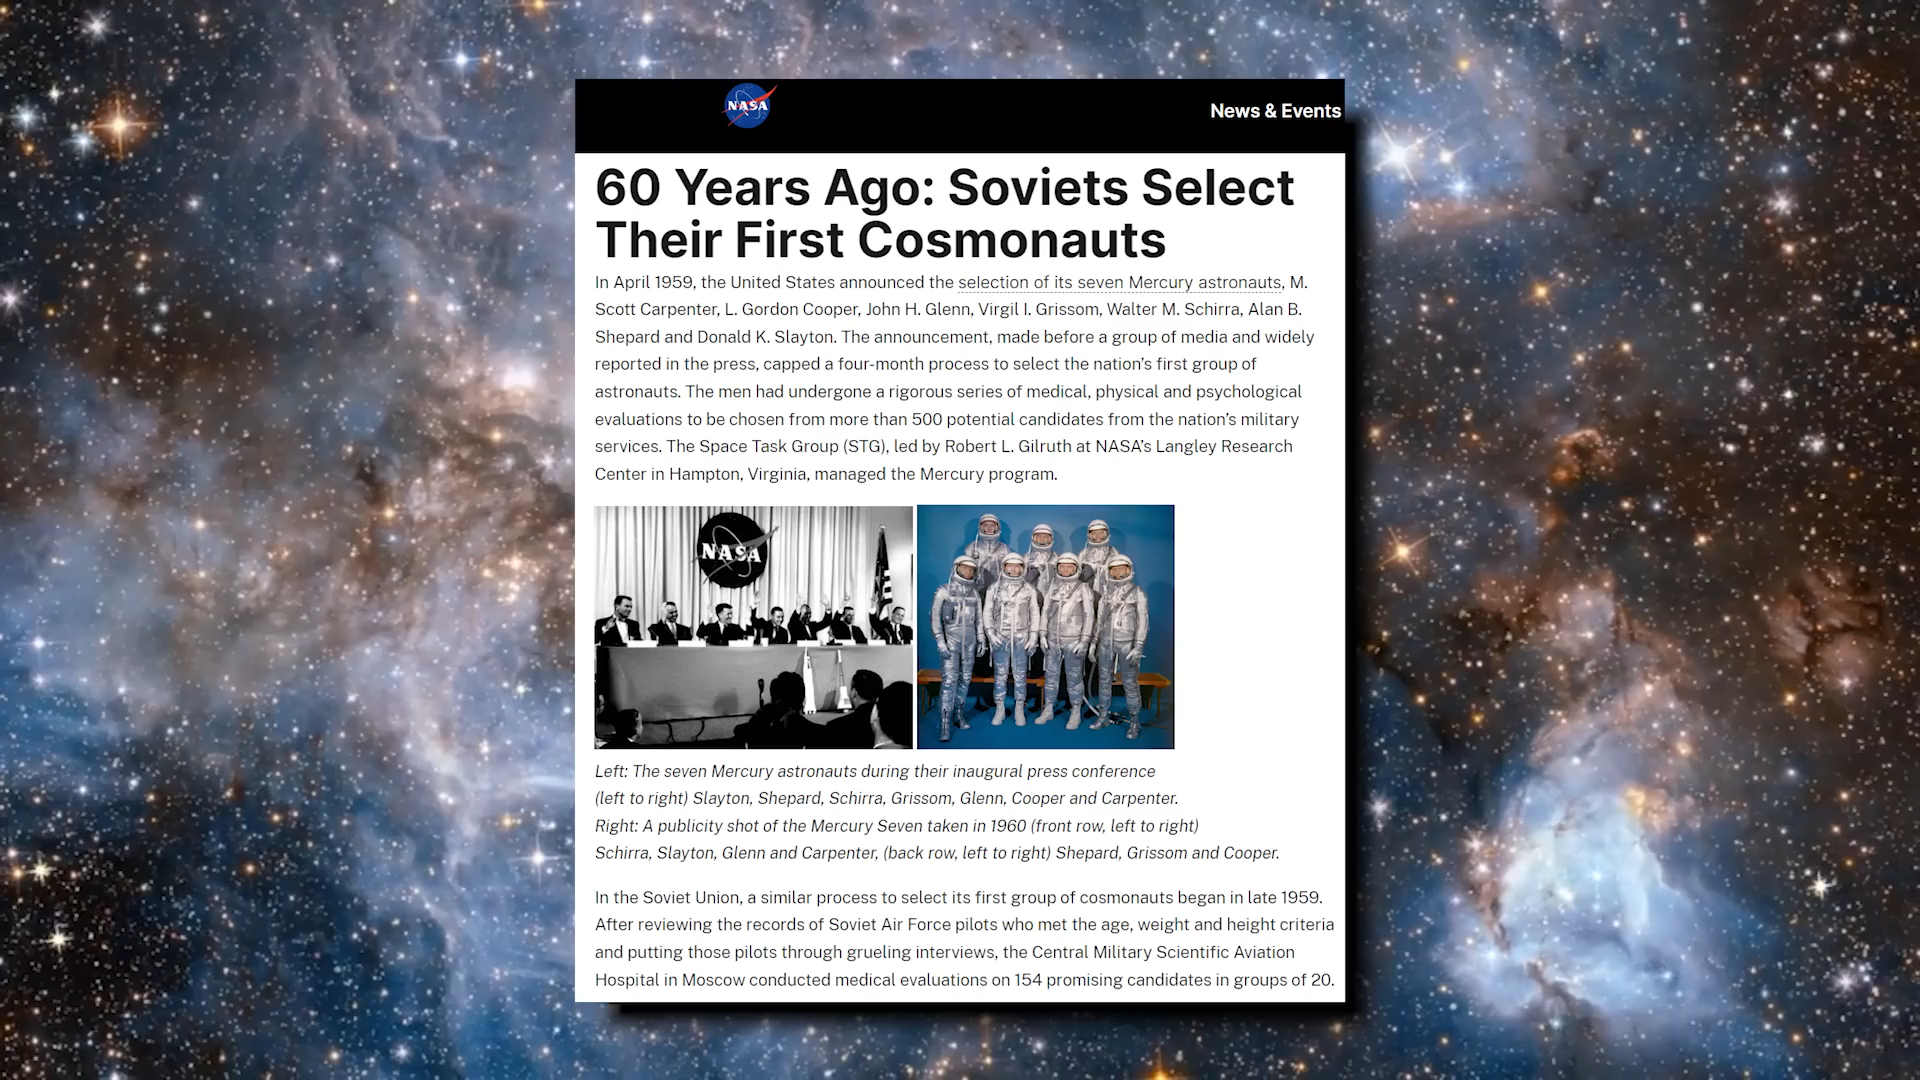 NASA
News & Events
60 Years Ago: Soviets Select
Their First Cosmonauts
In April 1959, the United States announced the selection of its seven Mercury astronauts, M.
Scott Carpenter, L. Gordon Cooper, John H. Glenn, Virgil I. Grissom, Walter M. Schirra, Alan B.
Shepard and Donald K. Slayton. The announcement, made before a group of media and widely
reported in the press, capped a four-month process to select the nation's first group of
astronauts. The men had undergone a rigorous series of medical, physical and psychological
evaluations to be chosen from more than 500 potential candidates from the nation's military
services. The Space Task Group (STG), led by Robert L. Gilruth at NASA's Langley Research
Center in Hampton, Virginia, managed the Mercury program.
NASA
Left: The seven Mercury astronauts during their inaugural press conference
(left to right) Slayton, Shepard, Schirra, Grissom, Glenn, Cooper and Carpenter.
Right: A publicity shot of the Mercury Seven taken in 1960 (front row, left to right)
Schirra, Slayton, Glenn and Carpenter, (back row, left to right) Shepard, Grissom and Cooper.
In the Soviet Union, a similar process to select its first group of cosmonauts began in late 1959.
After reviewing the records of Soviet Air Force pilots who met the age, weight and height criteria
and putting those pilots through grueling interviews, the Central Military Scientific Aviation
Hospital in Moscow conducted medical evaluations on 154 promising candidates in groups of 20.